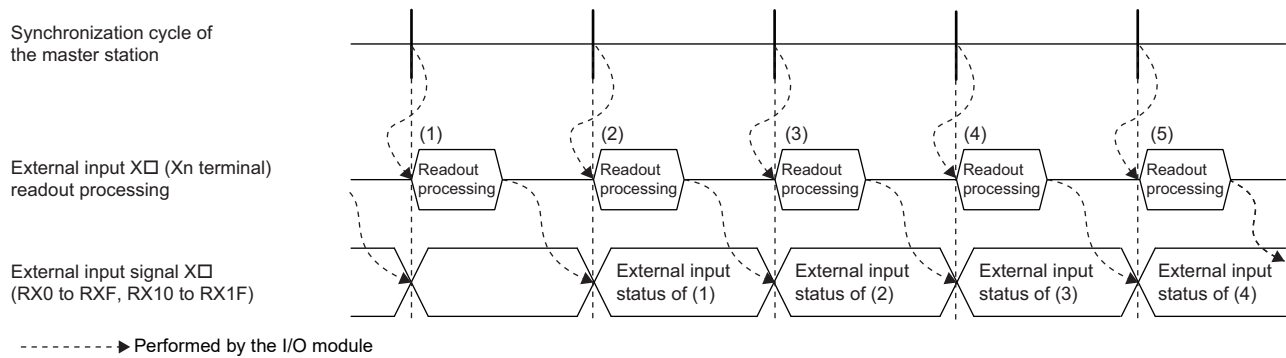 Synchronization cycle of
the master station
(1) (2) (3) (4) (5)
External input X□ (Xn terminal)
readout processing
Readout Readout Readout Readout Readout
processing processing processing processing processing
External input signal X□
(RX0 to RXF, RX10 to RX1F)
External input External input External input External input
status of (1) status of (2) status of (3) status of (4)
Performed by the I/O module